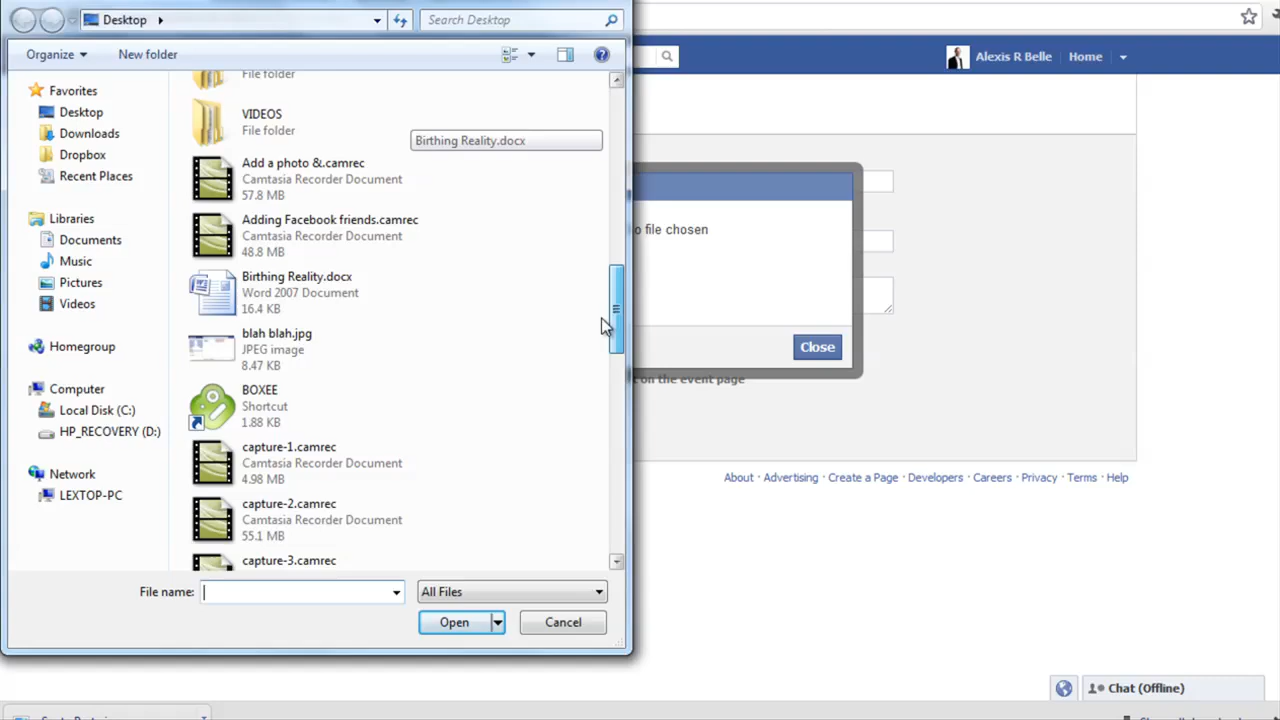 Desktop
Search Desktop
Organize
New folder
Favorites
Desktop
Downloads
Dropbox
Recent Places
Libraries
Documents
Music
Pictures
Videos
Homegroup
Computer
Local Disk (C:)
HP_RECOVERY (D:)
Network
LEXTOP-PC
File folder
VIDEOS
File folder
Birthing Reality.docx
Add a photo &.camrec
Camtasia Recorder Document
57.8 MB
Adding Facebook friends.camrec
Camtasia Recorder Document
48.8 MB
Birthing Reality.docx
Word 2007 Document
16.4 KB
blah blah.jpg
JPEG image
8.47 KB
BOXEE
Shortcut
1.88 KB
capture-1.camrec
Camtasia Recorder Document
4.98 MB
capture-2.camrec
Camtasia Recorder Document
55.1 MB
capture-3.camrec
File name:
All Files
Open
Cancel
Alexis R Belle
Home
file chosen
Close
on the event page
About · Advertising · Create a Page · Developers · Careers · Privacy · Terms · Help
Chat (Offline)